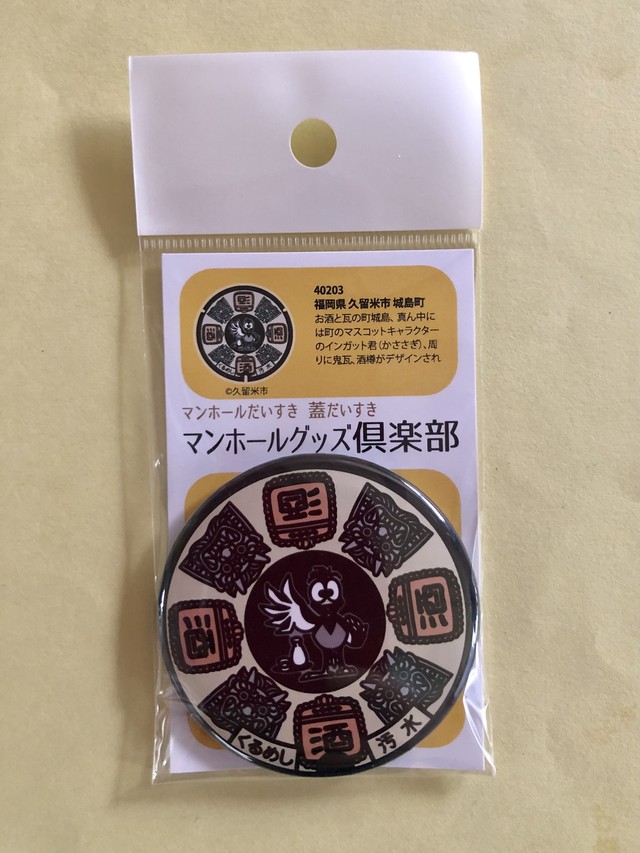 40203
福岡県 久留米市 城島町
お酒と瓦の町城島、真ん中に
は町のマスコットキャラクター
のインガット君（かささぎ）、周
りに鬼瓦、酒樽がデザインされ
©久留米市
マンホールだいすき 蓋だいすき
マンホールグッズ倶楽部
酒
酒
酒
酒
くるめし
汚水